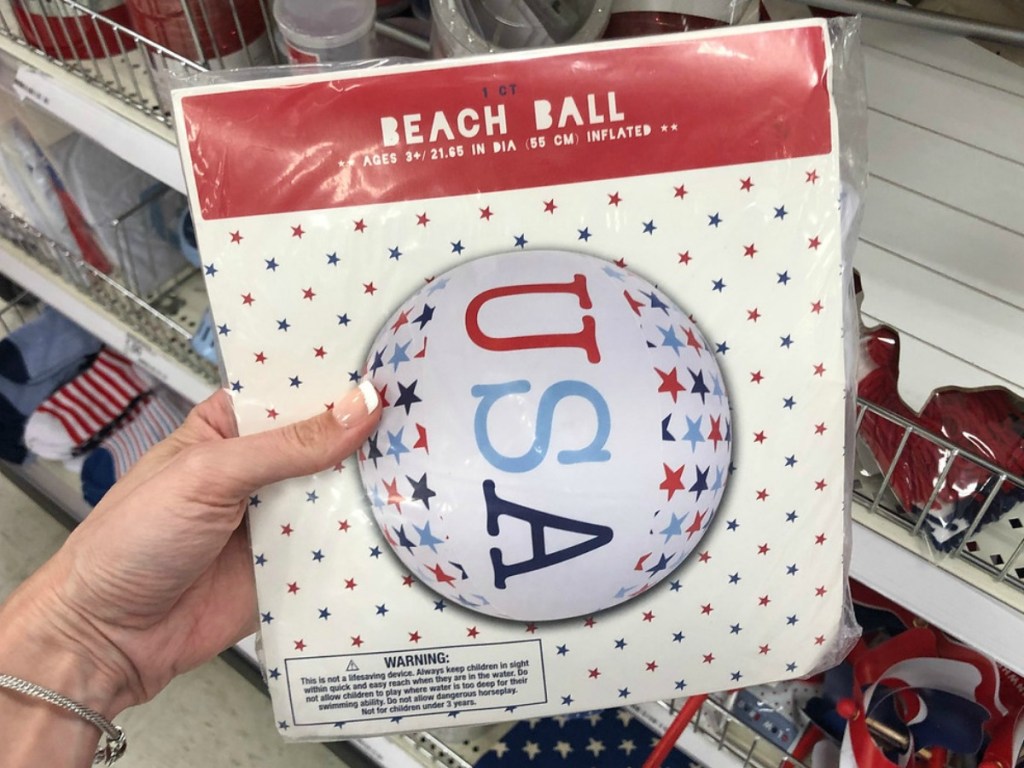 1 CT
BEACH BALL
★★ AGES 3+/ 21.65 IN DIA (55 CM) INFLATED ★★
USA
⚠ WARNING:
This is not a lifesaving device. Always keep children in sight
within quick and easy reach when they are in the water. Do
not allow children to play where water is too deep for their
swimming ability. Do not allow dangerous horseplay.
Not for children under 3 years.